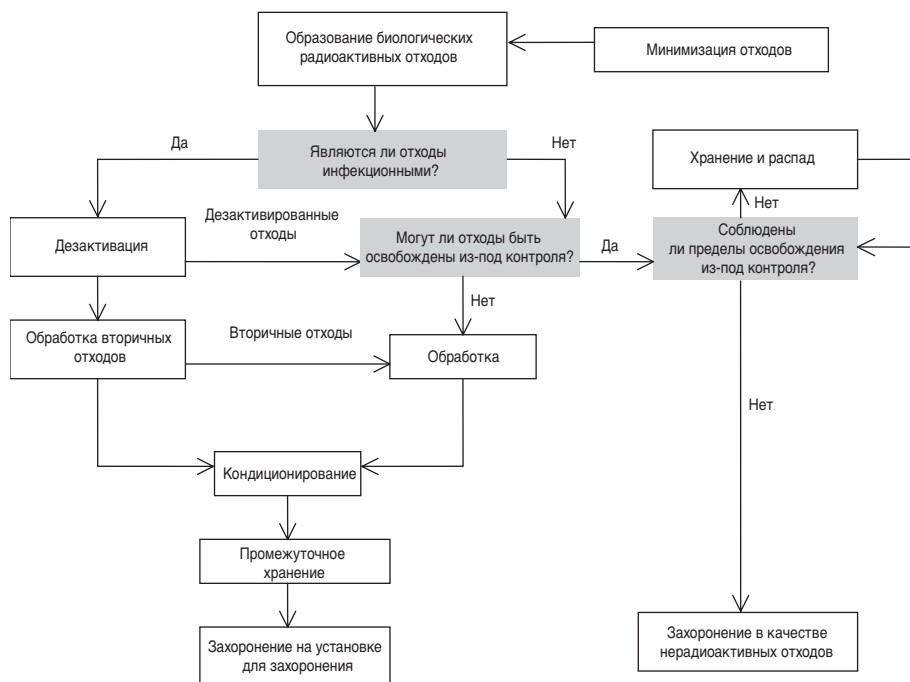 Образование биологических
радиоактивных отходов
Минимизация отходов
Да
Являются ли отходы
инфекционными?
Нет
Хранение и распад
Нет
Дезактивация
Дезактивированные
отходы
Могут ли отходы быть
освобождены из-под контроля?
Да
Соблюдены
ли пределы освобождения
из-под контроля?
Нет
Обработка вторичных
отходов
Вторичные отходы
Обработка
Нет
Кондиционирование
Промежуточное
хранение
Захоронение на установке
для захоронения
Захоронение в качестве
нерадиоактивных отходов